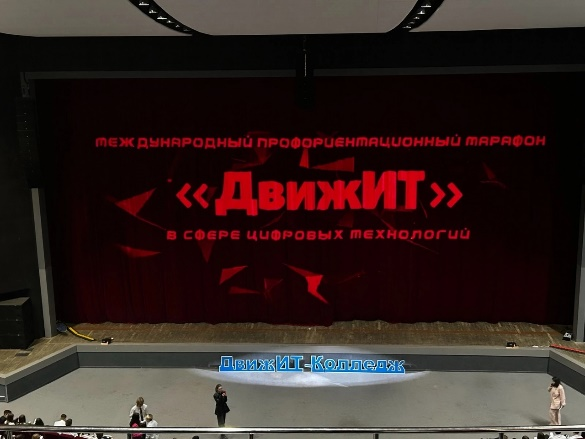 МЕЖДУНАРОДНЫЙ ПРОФОРИЕНТАЦИОННЫЙ МАРАФОН
«ДвижИТ»
В СФЕРЕ ЦИФРОВЫХ ТЕХНОЛОГИЙ
ДвижИТ-Колледж